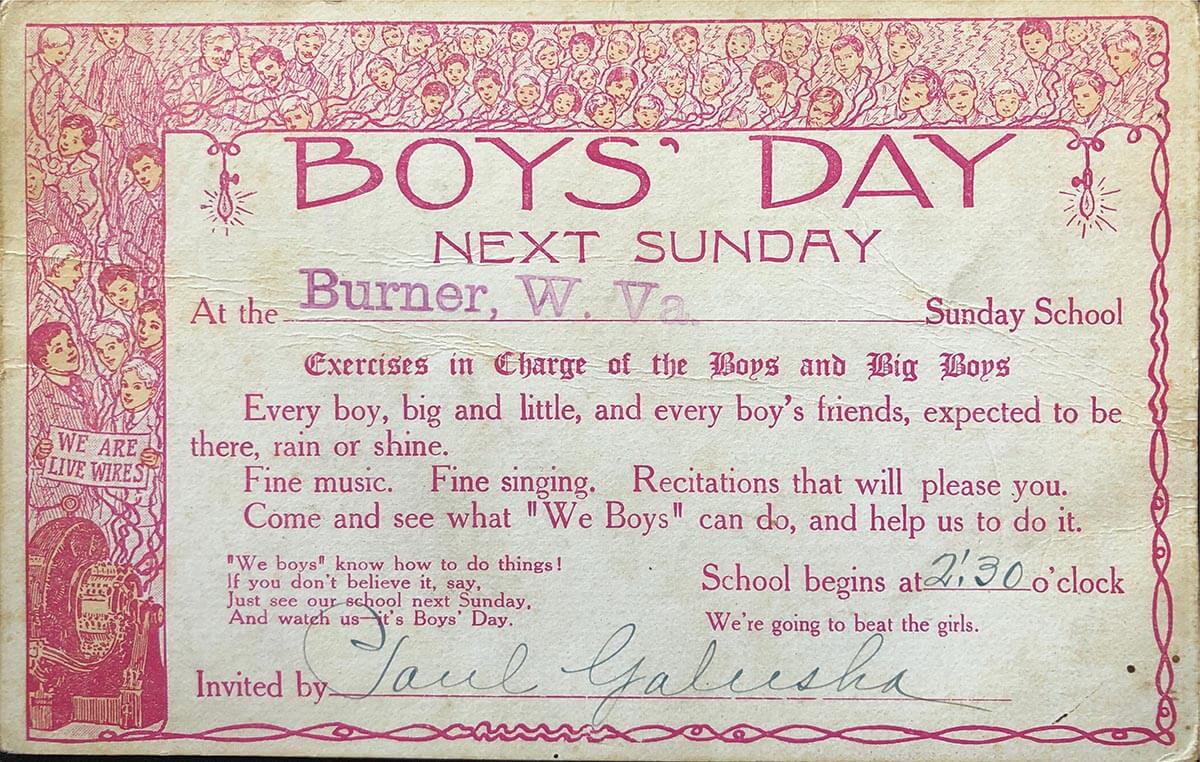 BOYS' DAY
NEXT SUNDAY
At the Burner, W. Va. Sunday School
Exercises in Charge of the Boys and Big Boys
Every boy, big and little, and every boy's friends, expected to be
there, rain or shine.
Fine music. Fine singing. Recitations that will please you.
Come and see what "We Boys" can do, and help us to do it.
WE ARE
LIVE WIRES
"We boys" know how to do things!
If you don't believe it, say,
Just see our school next Sunday,
And watch us—it's Boys' Day.
School begins at 2:30 o'clock
We're going to beat the girls.
Invited by Paul Galusha